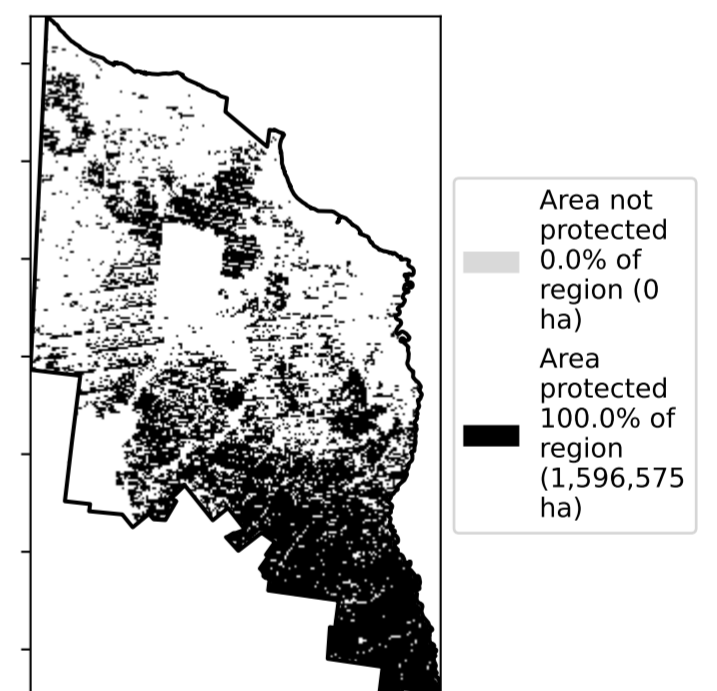 Area not
protected
0.0% of
region (0
ha)
Area
protected
100.0% of
region
(1,596,575
ha)